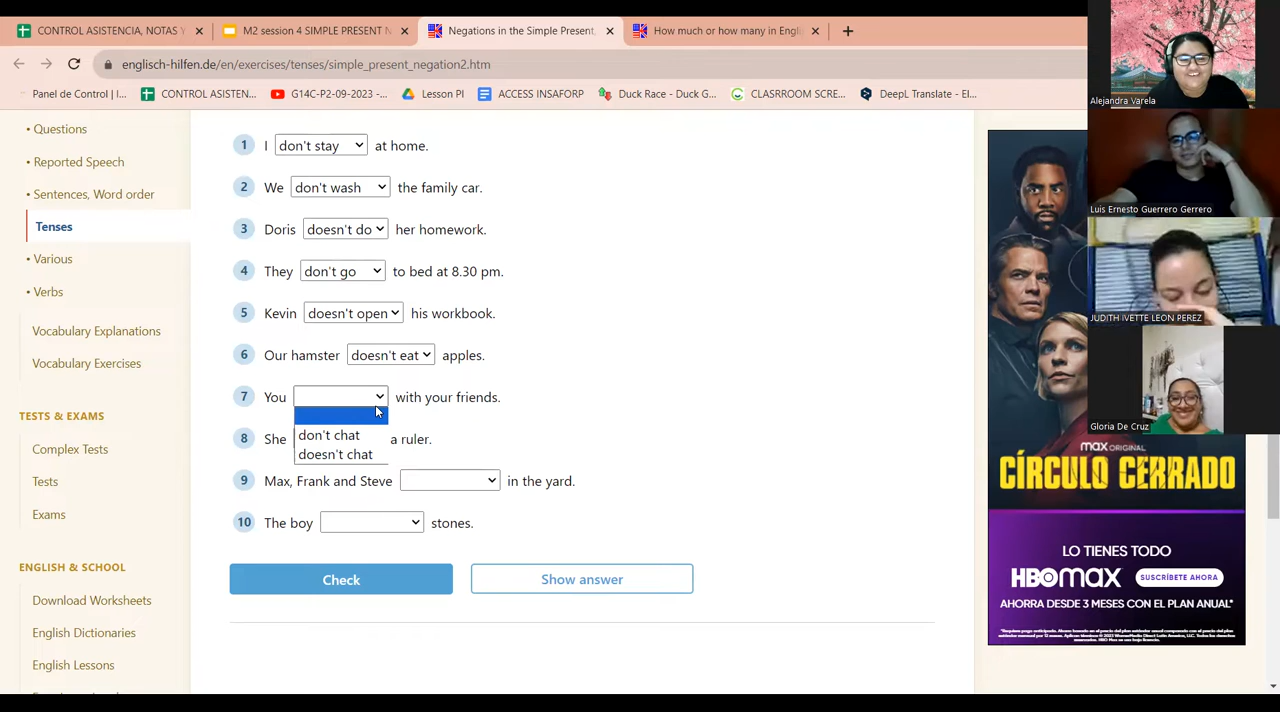 CONTROL ASISTENCIA, NOTAS Y
M2 session 4 SIMPLE PRESENT N
Negations in the Simple Present,
How much or how many in Engl
englisch-hilfen.de/en/exercises/tenses/simple_present_negation2.htm
Panel de Control | I...
CONTROL ASISTEN...
G14C-P2-09-2023 -...
Lesson PI
ACCESS INSAFORP
Duck Race - Duck G...
CLASRROOM SCRE...
DeepL Translate - El...
• Questions
• Reported Speech
• Sentences, Word order
Tenses
• Various
• Verbs
Vocabulary Explanations
Vocabulary Exercises
TESTS & EXAMS
Complex Tests
Tests
Exams
ENGLISH & SCHOOL
Download Worksheets
English Dictionaries
English Lessons
1 I don't stay at home.
2 We don't wash the family car.
3 Doris doesn't do her homework.
4 They don't go to bed at 8.30 pm.
5 Kevin doesn't open his workbook.
6 Our hamster doesn't eat apples.
7 You with your friends.
don't chat
doesn't chat
8 She a ruler.
9 Max, Frank and Steve in the yard.
10 The boy stones.
Check
Show answer
Alejandra Varela
Luis Ernesto Guerrero Gerrero
JUDITH IVETTE LEON PEREZ
Gloria De Cruz
max ORIGINAL
CÍRCULO CERRADO
LO TIENES TODO
HBOmax
SUSCRÍBETE AHORA
AHORA DESDE 3 MESES CON EL PLAN ANUAL*